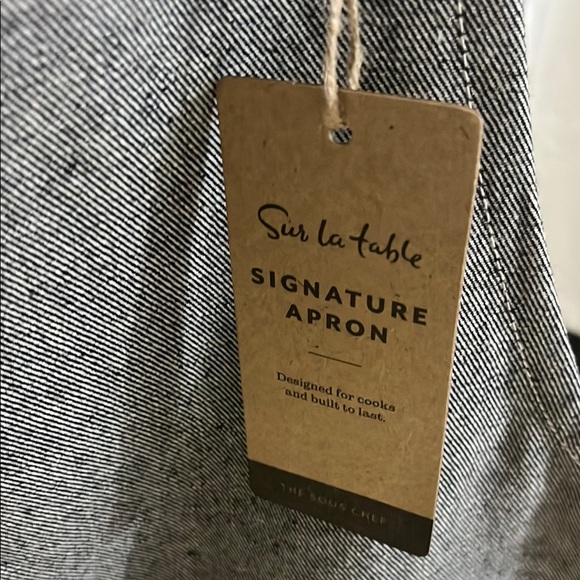 Sur la table
SIGNATURE
APRON
Designed for cooks
and built to last.
THE SOUS CHEF